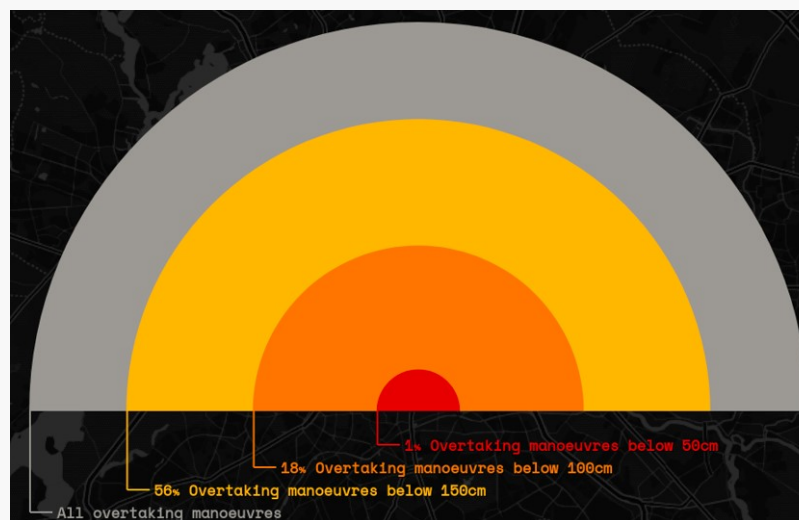 1% Overtaking manoeuvres below 50cm
18% Overtaking manoeuvres below 100cm
56% Overtaking manoeuvres below 150cm
All overtaking manoeuvres